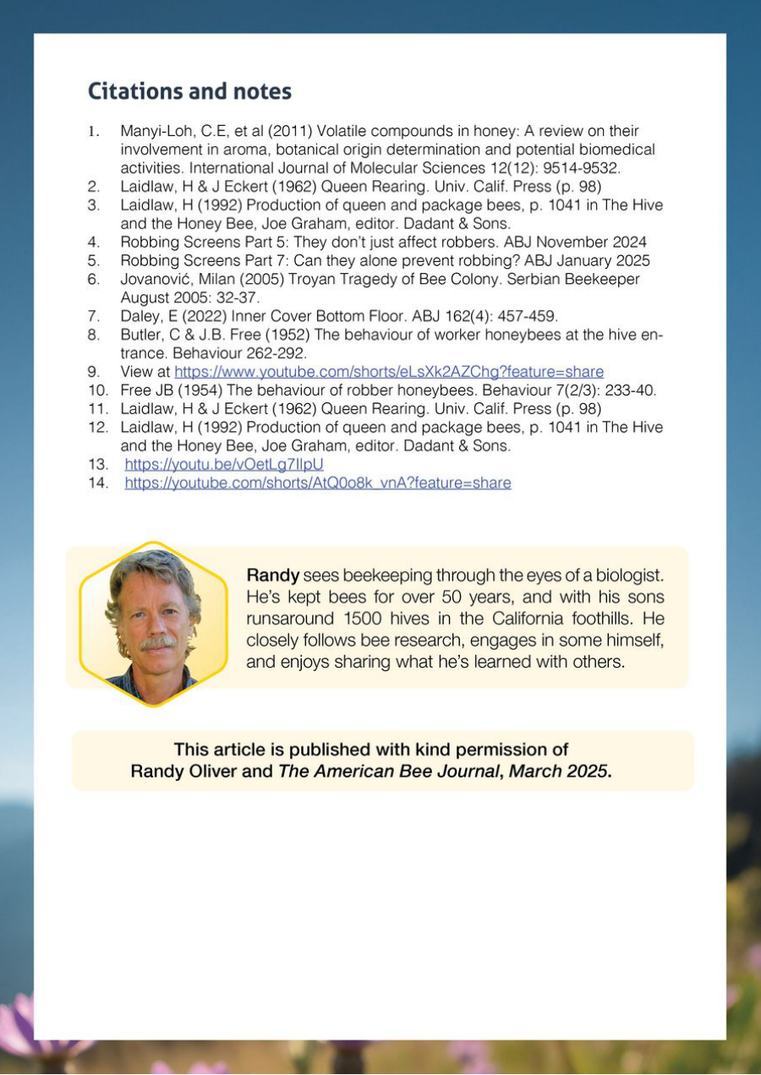 Citations and notes
1. Manyi-Loh, C.E, et al (2011) Volatile compounds in honey: A review on their
involvement in aroma, botanical origin determination and potential biomedical
activities. International Journal of Molecular Sciences 12(12): 9514-9532.
2. Laidlaw, H & J Eckert (1962) Queen Rearing. Univ. Calif. Press (p. 98)
3. Laidlaw, H (1992) Production of queen and package bees, p. 1041 in The Hive
and the Honey Bee, Joe Graham, editor. Dadant & Sons.
4. Robbing Screens Part 5: They don't just affect robbers. ABJ November 2024
5. Robbing Screens Part 7: Can they alone prevent robbing? ABJ January 2025
6. Jovanović, Milan (2005) Troyan Tragedy of Bee Colony. Serbian Beekeeper
August 2005: 32-37.
7. Daley, E (2022) Inner Cover Bottom Floor. ABJ 162(4): 457-459.
8. Butler, C & J.B. Free (1952) The behaviour of worker honeybees at the hive en-
trance. Behaviour 262-292.
9. View at https://www.youtube.com/shorts/eLsXk2AZChg?feature=share
10. Free JB (1954) The behaviour of robber honeybees. Behaviour 7(2/3): 233-40.
11. Laidlaw, H & J Eckert (1962) Queen Rearing. Univ. Calif. Press (p. 98)
12. Laidlaw, H (1992) Production of queen and package bees, p. 1041 in The Hive
and the Honey Bee, Joe Graham, editor. Dadant & Sons.
13. https://youtu.be/vOetLg7IlpU
14. https://youtube.com/shorts/AtQ0o8k_vnA?feature=share
Randy sees beekeeping through the eyes of a biologist.
He's kept bees for over 50 years, and with his sons
runsaround 1500 hives in the California foothills. He
closely follows bee research, engages in some himself,
and enjoys sharing what he's learned with others.
This article is published with kind permission of
Randy Oliver and The American Bee Journal, March 2025.